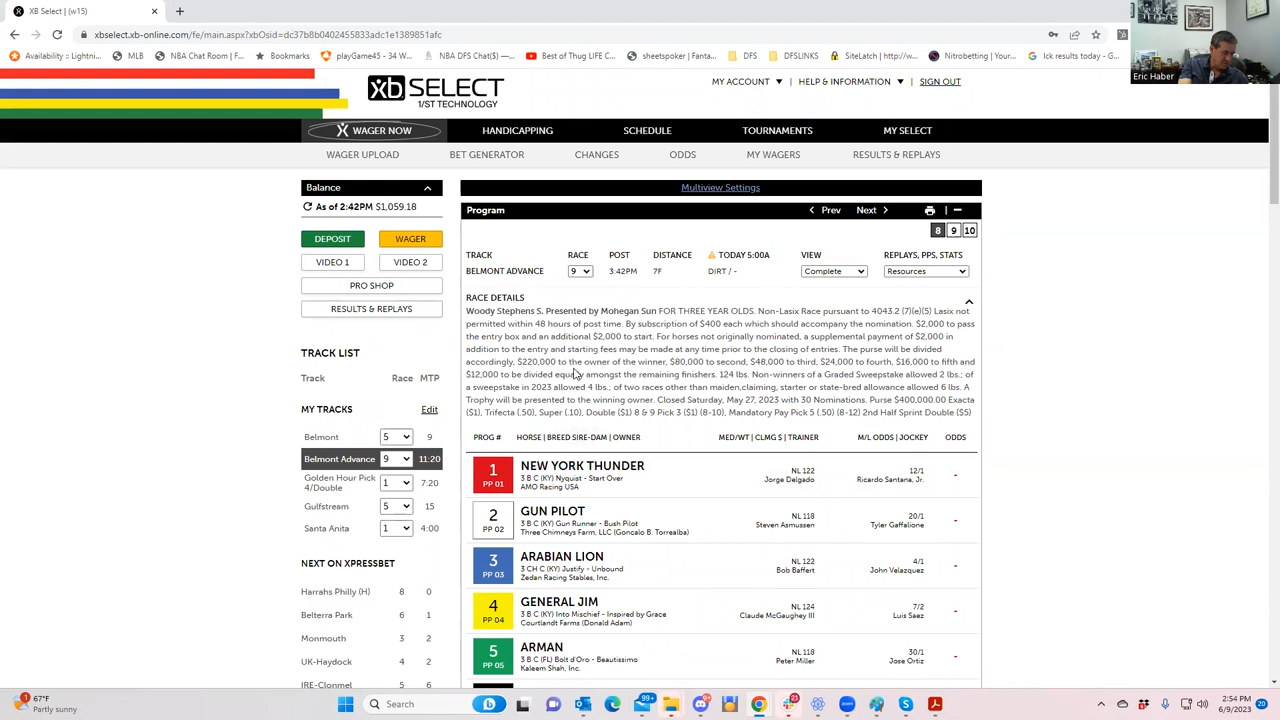 XB Select | (w15)
xbselect.xb-online.com/fe/main.aspx?xbOsid=dc37b8b0402455833adc1e1389851afc
Availability :: Lightni... MLB NBA Chat Room | F... Bookmarks playGame45 - 34 W... NBA DFS Chat($) —... Best of Thug LIFE C... sheetspoker | Fanta... DFS DFSLINKS SiteLatch | http://w... Nitrobetting | Your... lck results today - G...
Eric Haber
XB SELECT
1/ST TECHNOLOGY
MY ACCOUNT HELP & INFORMATION SIGN OUT
X WAGER NOW HANDICAPPING SCHEDULE TOURNAMENTS MY SELECT
WAGER UPLOAD BET GENERATOR CHANGES ODDS MY WAGERS RESULTS & REPLAYS
Balance
As of 2:42PM $1,059.18
DEPOSIT WAGER
VIDEO 1 VIDEO 2
PRO SHOP
RESULTS & REPLAYS
TRACK LIST
Track Race MTP
MY TRACKS Edit
Belmont 5 9
Belmont Advance 9 11:20
Golden Hour Pick
4/Double 1 7:20
Gulfstream 5 15
Santa Anita 1 4:00
NEXT ON XPRESSBET
Harrahs Philly (H) 8 0
Belterra Park 6 1
Monmouth 3 2
UK-Haydock 4 2
IRE-Clonmel 5 6
Multiview Settings
Program Prev Next
8 9 10
TRACK RACE POST DISTANCE TODAY 5:00A VIEW REPLAYS, PPS, STATS
BELMONT ADVANCE 9 3:42PM 7F DIRT / - Complete Resources
RACE DETAILS
Woody Stephens S. Presented by Mohegan Sun FOR THREE YEAR OLDS. Non-Lasix Race pursuant to 4043.2 (7)(e)(5) Lasix not
permitted within 48 hours of post time. By subscription of $400 each which should accompany the nomination. $2,000 to pass
the entry box and an additional $2,000 to start. For horses not originally nominated, a supplemental payment of $2,000 in
addition to the entry and starting fees may be made at any time prior to the closing of entries. The purse will be divided
accordingly, $220,000 to the owner of the winner, $80,000 to second, $48,000 to third, $24,000 to fourth, $16,000 to fifth and
$12,000 to be divided equally amongst the remaining finishers. 124 lbs. Non-winners of a Graded Sweepstake allowed 2 lbs.; of
a sweepstake in 2023 allowed 4 lbs.; of two races other than maiden,claiming, starter or state-bred allowance allowed 6 lbs. A
Trophy will be presented to the winning owner. Closed Saturday, May 27, 2023 with 30 Nominations. Purse $400,000.00 Exacta
($1), Trifecta (.50), Super (.10), Double ($1) 8 & 9 Pick 3 ($1) (8-10), Mandatory Pay Pick 5 (.50) (8-12) 2nd Half Sprint Double ($5)
PROG # HORSE | BREED SIRE-DAM | OWNER MED/WT | CLMG $ | TRAINER M/L ODDS | JOCKEY ODDS
1 PP 01 NEW YORK THUNDER NL 122 12/1 -
3 B C (KY) Nyquist - Start Over Jorge Delgado Ricardo Santana, Jr.
AMO Racing USA
2 PP 02 GUN PILOT NL 118 20/1 -
3 B C (KY) Gun Runner - Bush Pilot Steven Asmussen Tyler Gaffalione
Three Chimneys Farm, LLC (Goncalo B. Torrealba)
3 PP 03 ARABIAN LION NL 122 4/1 -
3 CH C (KY) Justify - Unbound Bob Baffert John Velazquez
Zedan Racing Stables, Inc.
4 PP 04 GENERAL JIM NL 124 7/2 -
3 B C (KY) Into Mischief - Inspired by Grace Claude McGaughey III Luis Saez
Courtlandt Farms (Donald Adam)
5 PP 05 ARMAN NL 118 30/1 -
3 B C (FL) Bolt d'Oro - Beautissimo Peter Miller Jose Ortiz
Kaleem Shah, Inc.
67°F
Partly sunny
Search
99+
21
2:54 PM
6/9/2023
20